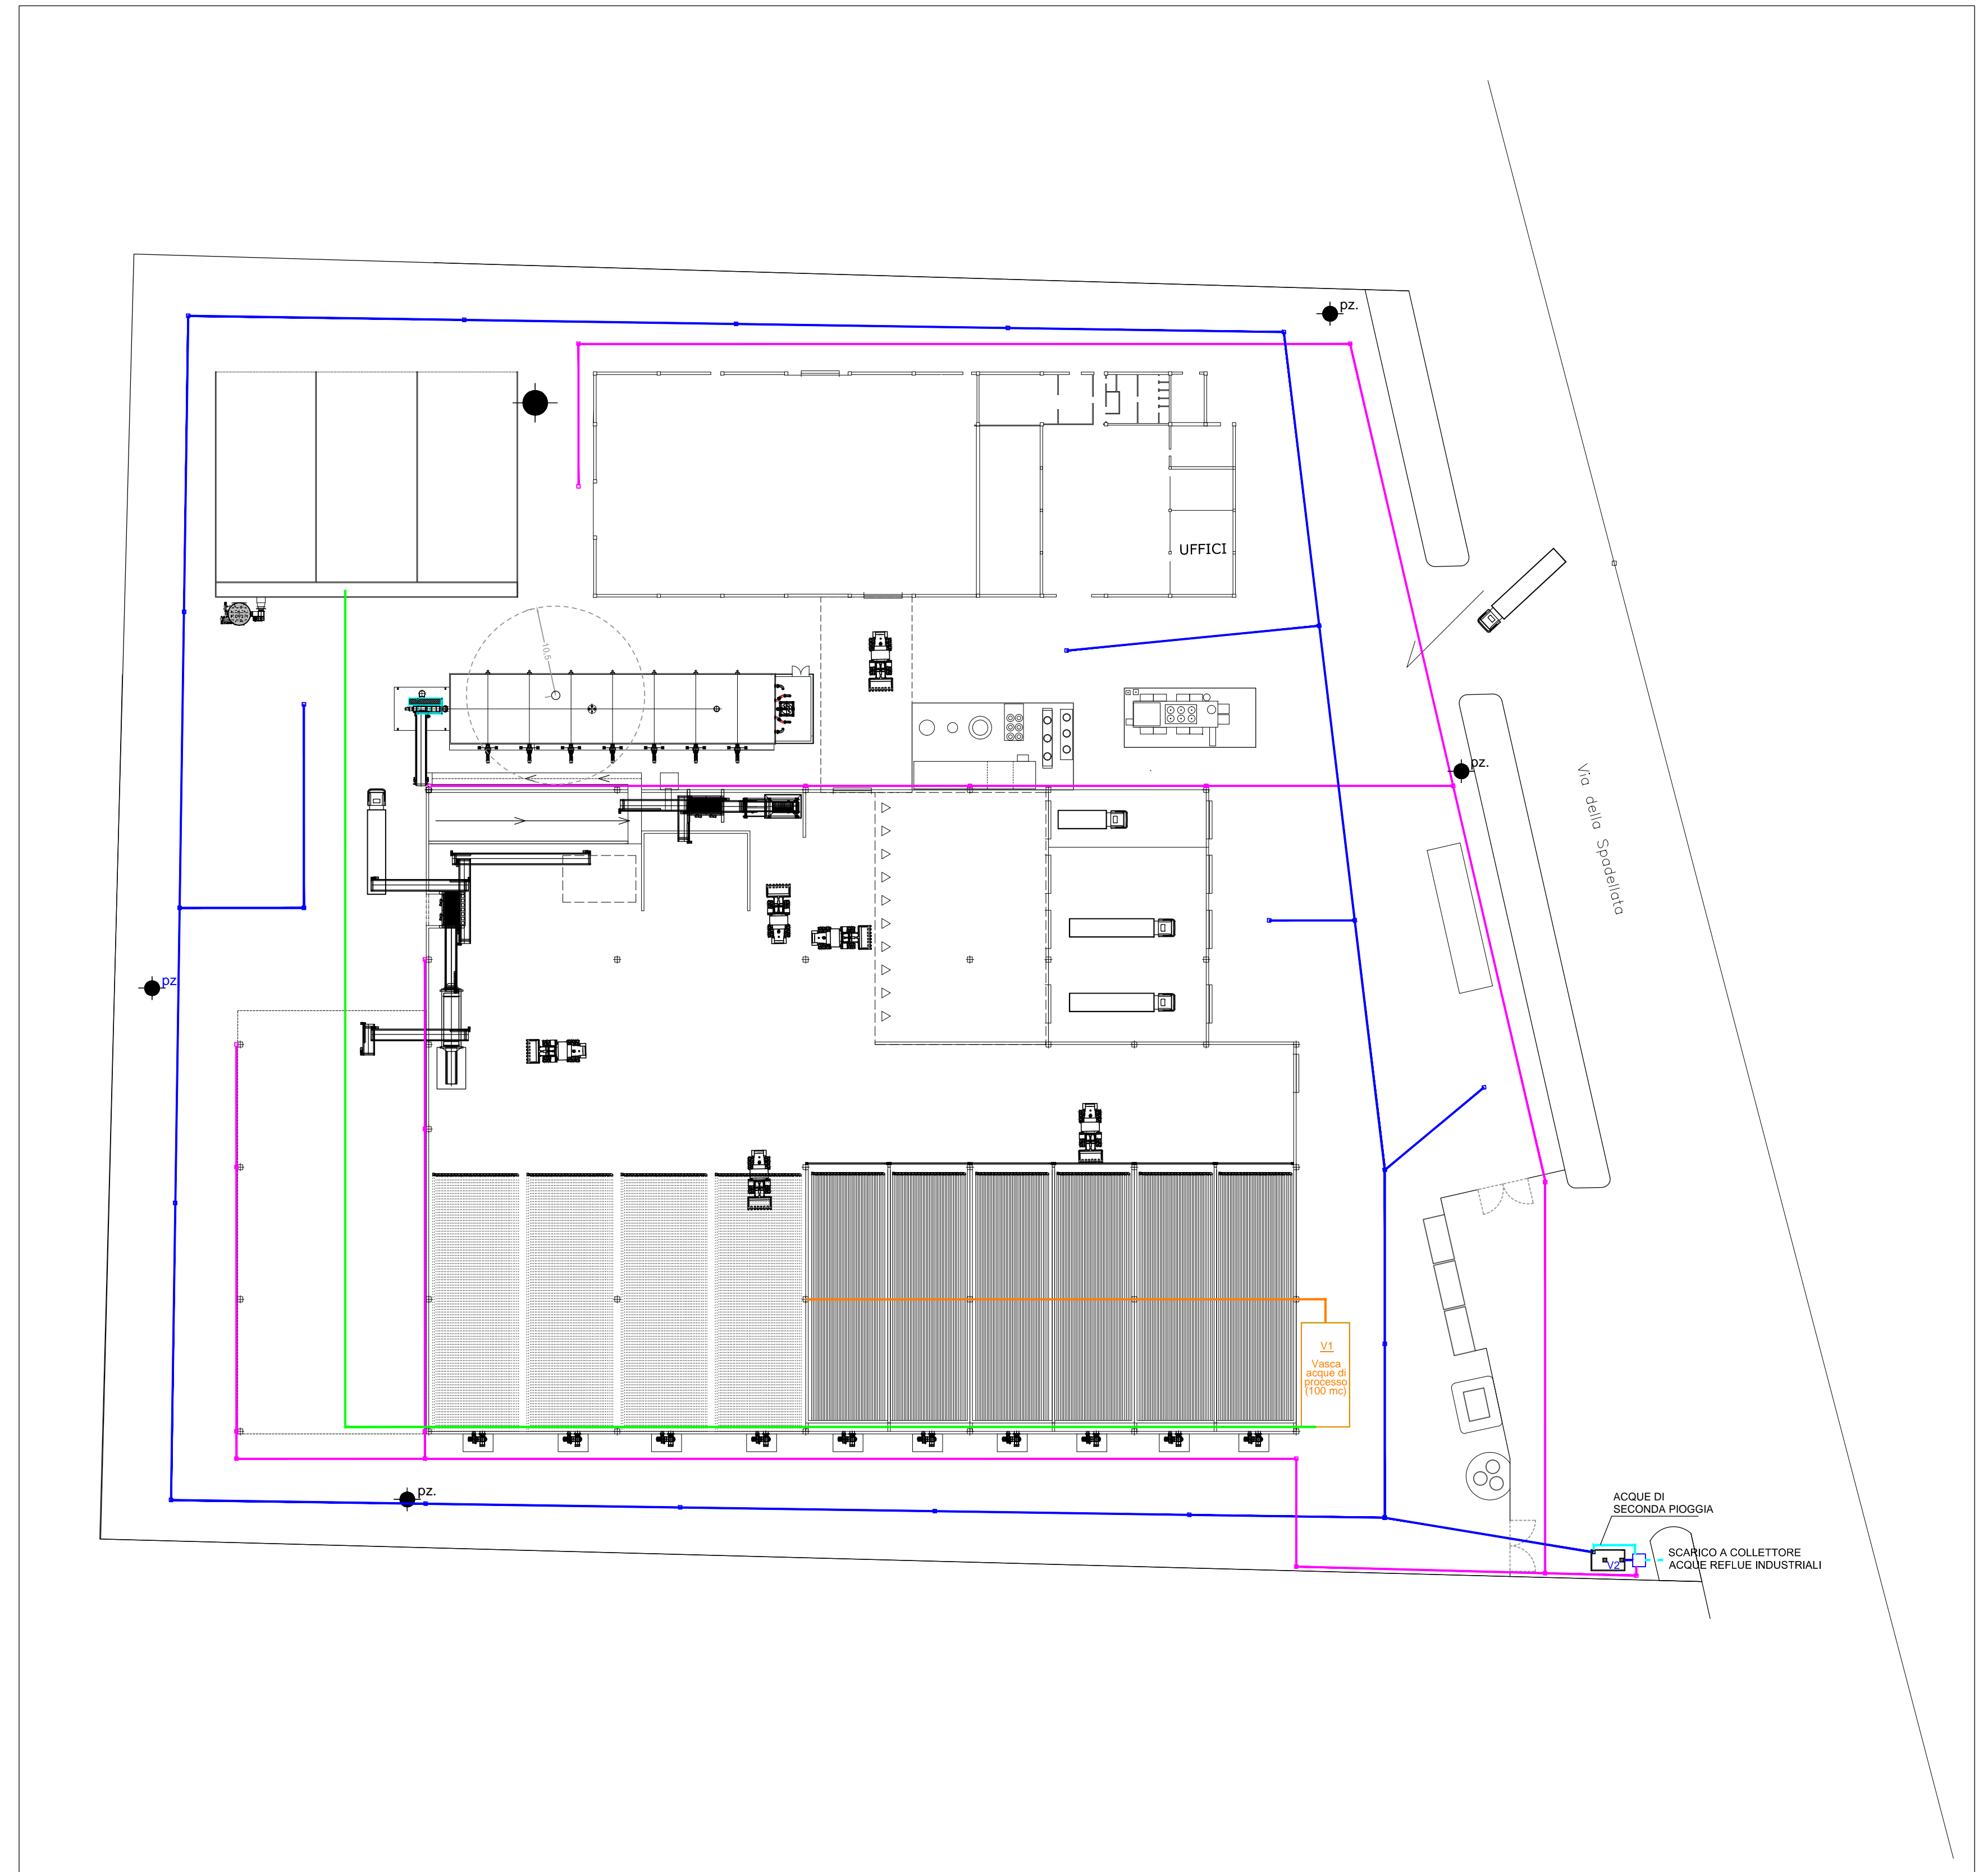 pz.
UFFICI
10,5
pz.
Via della Spadellata
pz.
V1
Vasca
acque di
processo
(100 mc)
pz.
ACQUE DI
SECONDA PIOGGIA
SCARICO A COLLETTORE
ACQUE REFLUE INDUSTRIALI
V2